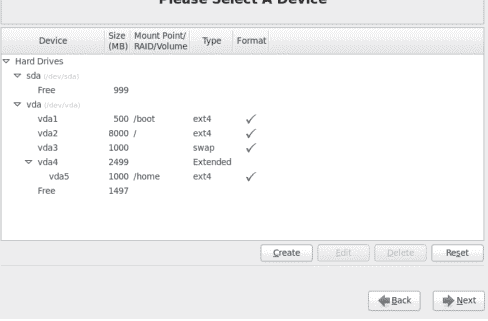 Please Select A Device
Device Size (MB) Mount Point/ RAID/Volume Type Format
Hard Drives
sda (/dev/sda)
Free 999
vda (/dev/vda)
vda1 500 /boot ext4
vda2 8000 / ext4
vda3 1000 swap
vda4 2499 Extended
vda5 1000 /home ext4
Free 1497
Create Edit Delete Reset
Back Next